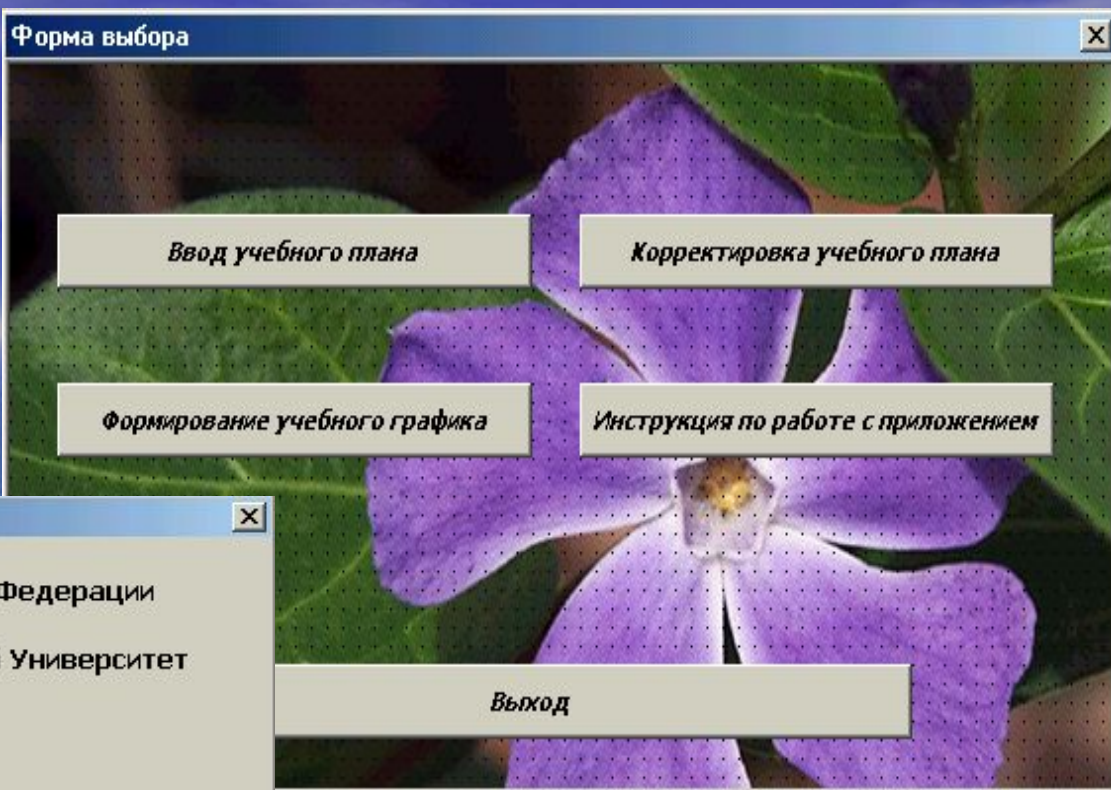 Форма выбора
Ввод учебного плана
Корректировка учебного плана
Формирование учебного графика
Инструкция по работе с приложением
Федерации
Университет
Выход